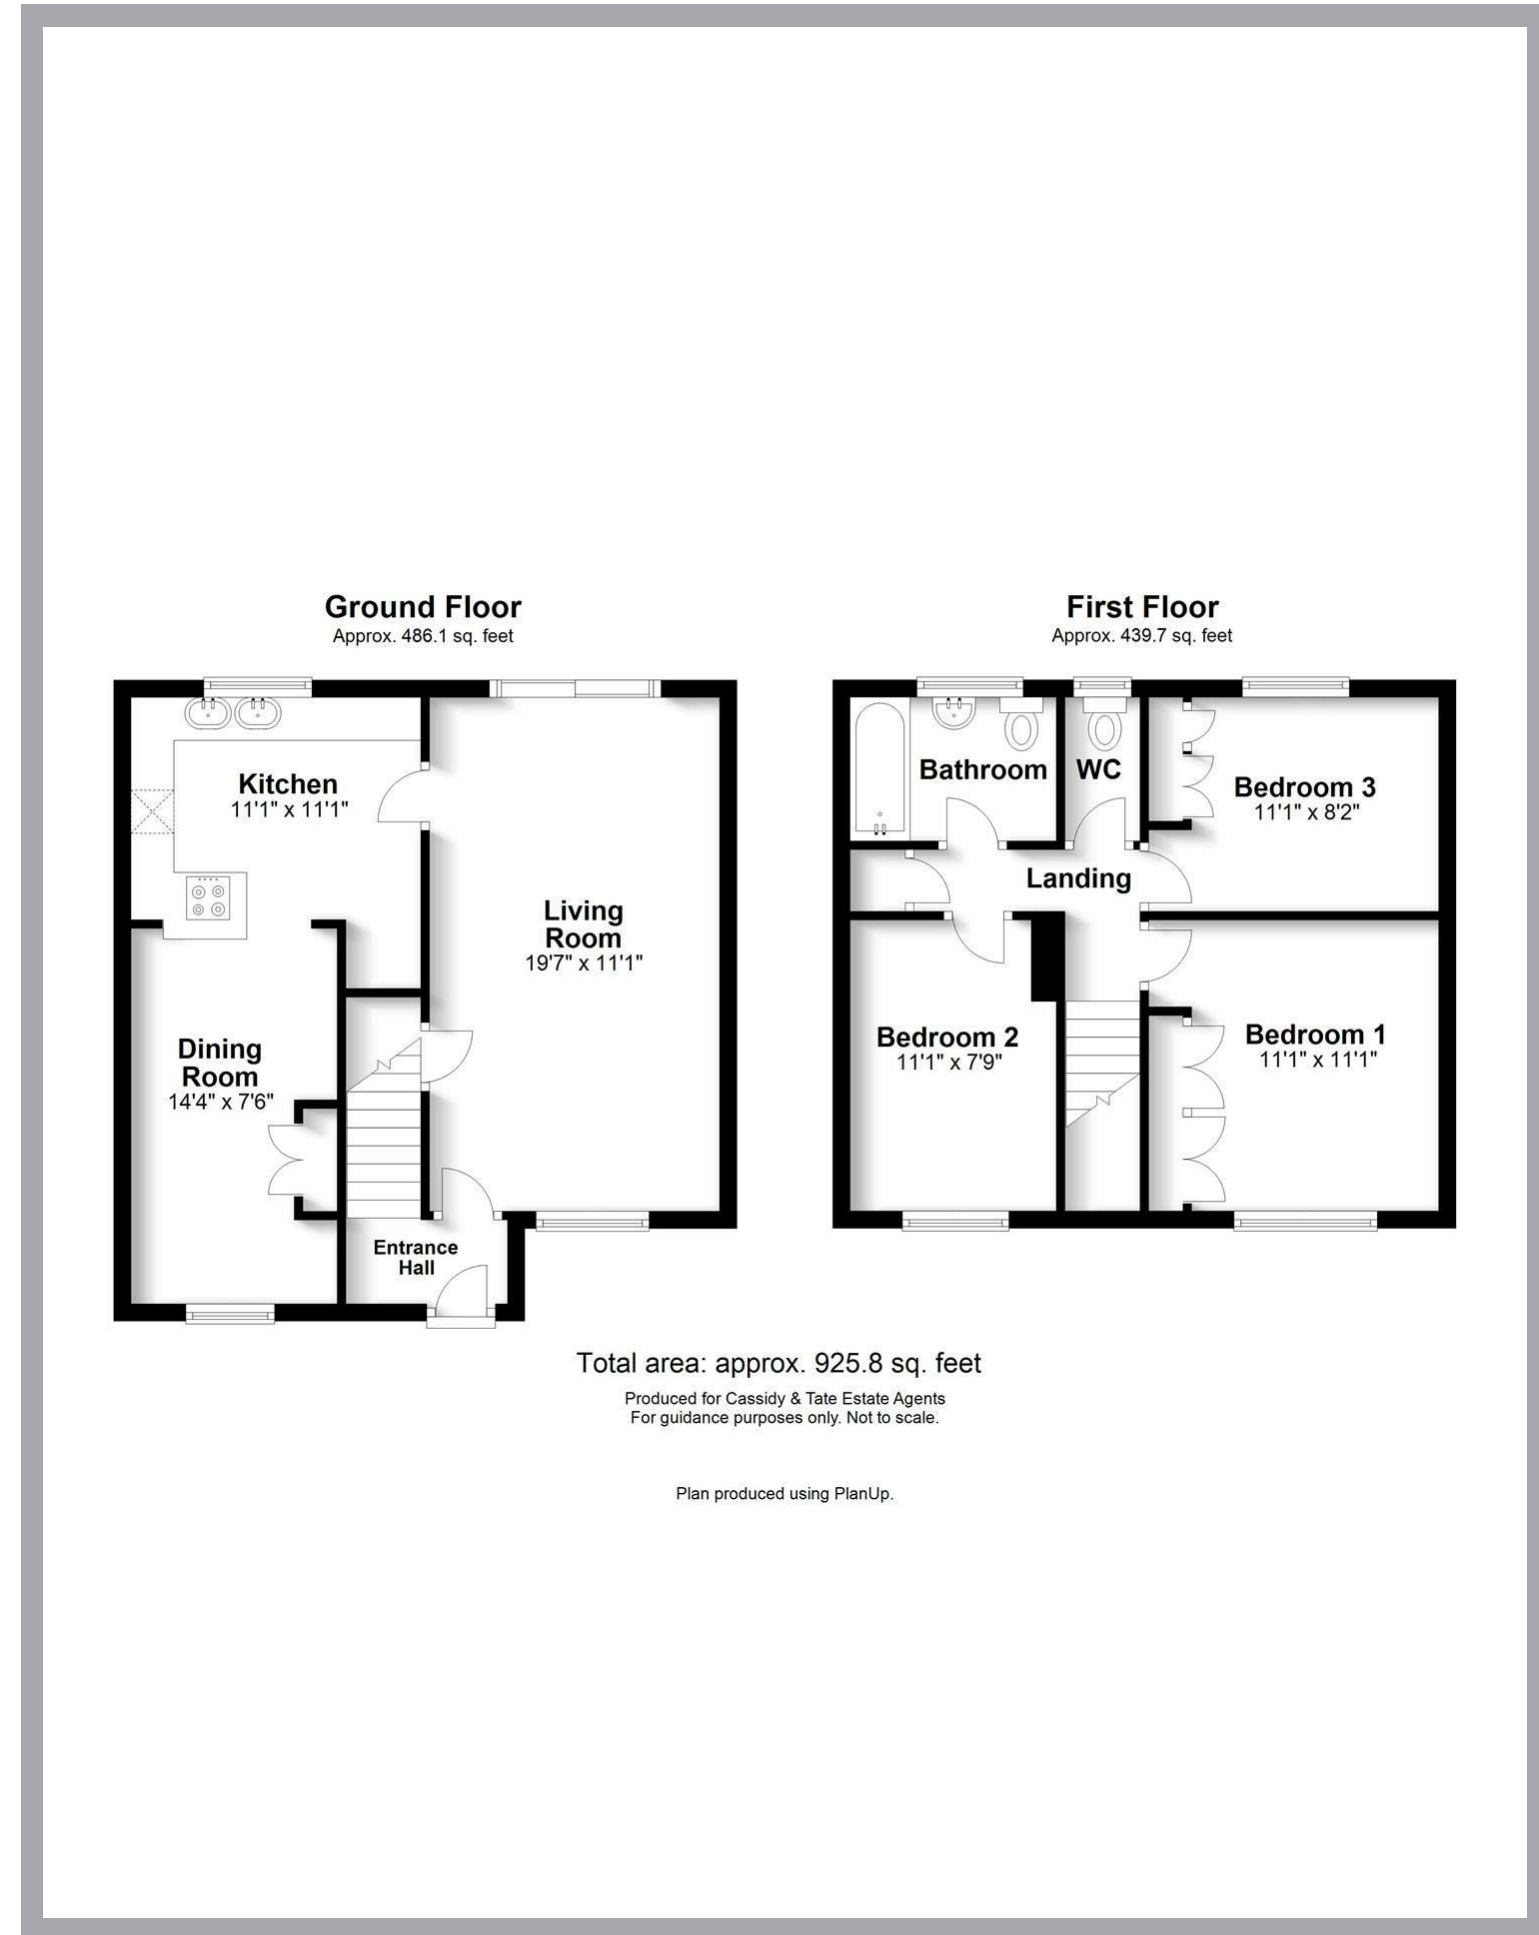 Ground Floor
Approx. 486.1 sq. feet
Kitchen
11'1" x 11'1"
Living
Room
19'7" x 11'1"
Dining
Room
14'4" x 7'6"
Entrance
Hall
First Floor
Approx. 439.7 sq. feet
Bathroom
WC
Bedroom 3
11'1" x 8'2"
Landing
Bedroom 2
11'1" x 7'9"
Bedroom 1
11'1" x 11'1"
Total area: approx. 925.8 sq. feet
Produced for Cassidy & Tate Estate Agents
For guidance purposes only. Not to scale.
Plan produced using PlanUp.